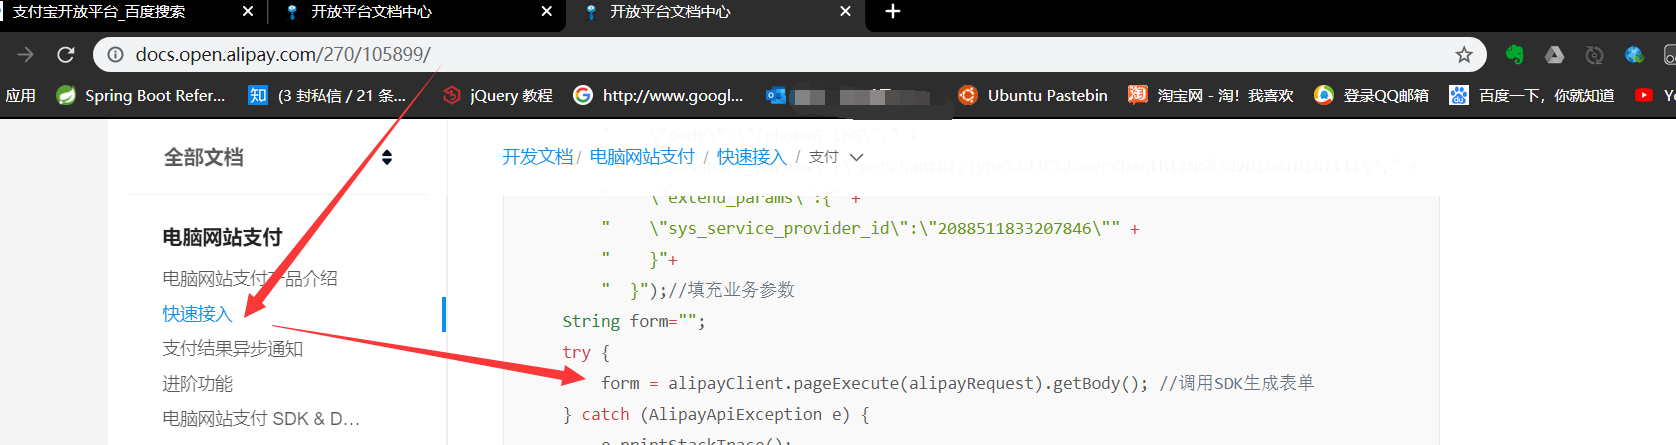 支付宝开放平台_百度搜索
开放平台文档中心
开放平台文档中心
docs.open.alipay.com/270/105899/
应用
Spring Boot Refer...
知
(3 封私信 / 21 条...
jQuery 教程
http://www.googl...
Ubuntu Pastebin
淘
淘宝网 - 淘！我喜欢
登录QQ邮箱
百度一下，你就知道
全部文档
开发文档 / 电脑网站支付 / 快速接入 / 支付
"    \"body\":\"Iphone6 16G\"," +
merchantBizType%3d3C%26merchantBizNo%3d2016010101111\"," +
\"extend_params\":{" +
"    \"sys_service_provider_id\":\"2088511833207846\"" +
"    }"+
"  }");//填充业务参数
String form="";
try {
form = alipayClient.pageExecute(alipayRequest).getBody(); //调用SDK生成表单
} catch (AlipayApiException e) {
e.printStackTrace();
电脑网站支付
电脑网站支付产品介绍
快速接入
支付结果异步通知
进阶功能
电脑网站支付 SDK & D...